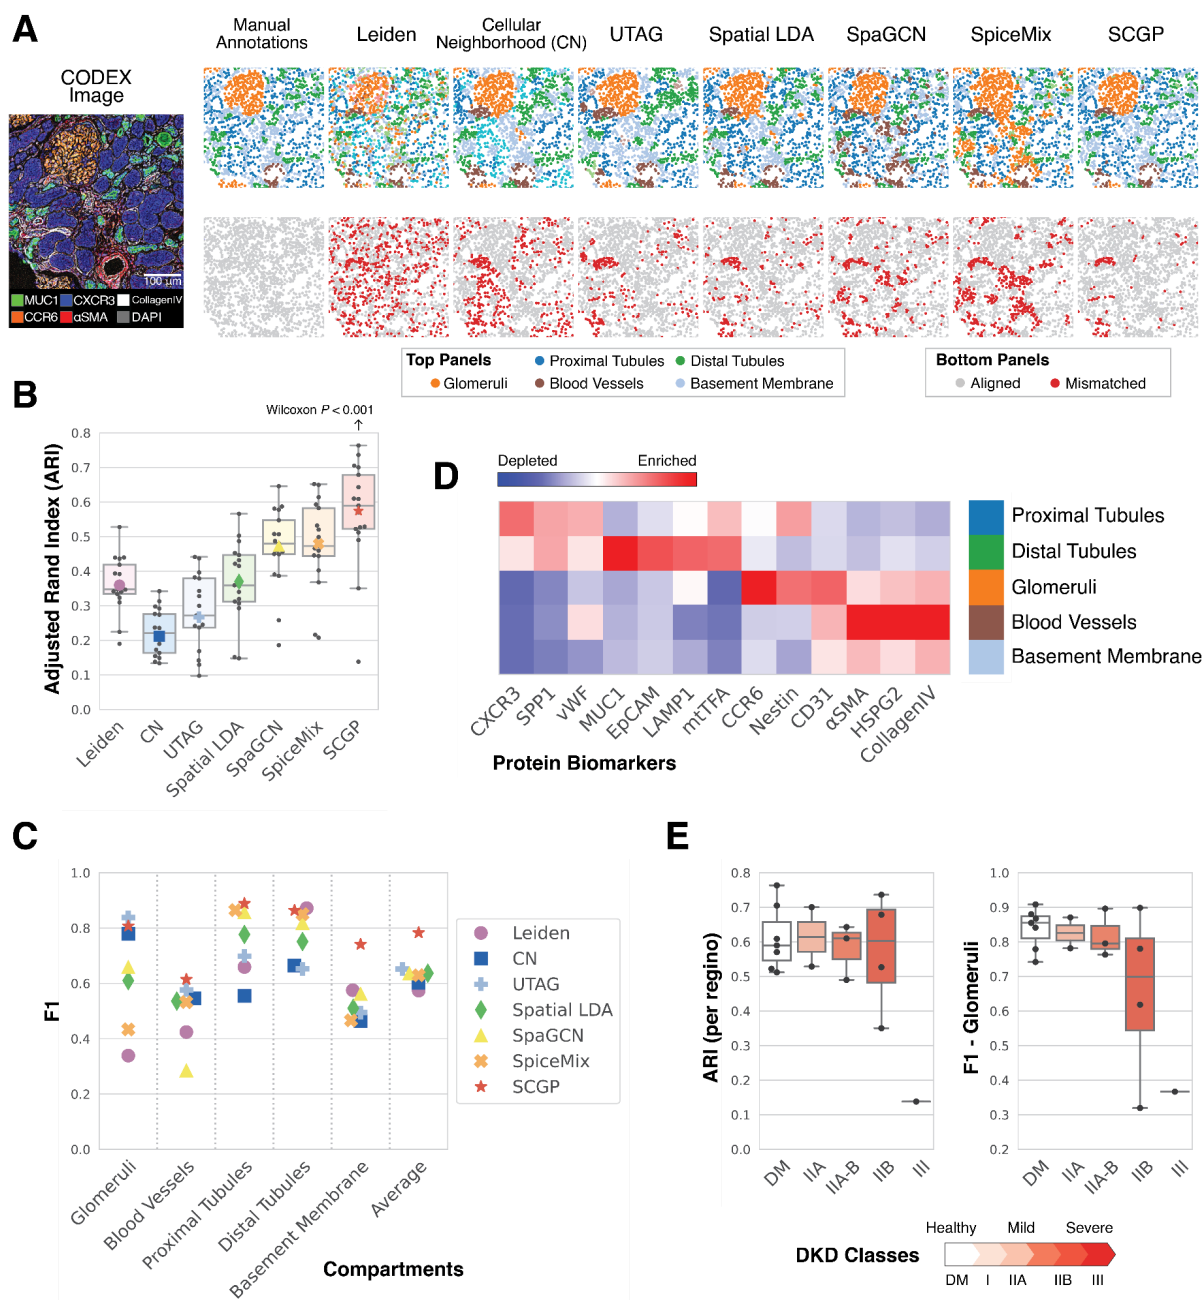 A
CODEX
Image
MUC1 CXCR3 CollagenIV
CCR6 αSMA DAPI
100 μm
Manual
Annotations
Leiden
Cellular
Neighborhood (CN)
UTAG
Spatial LDA
SpaGCN
SpiceMix
SCGP
Top Panels
Proximal Tubules
Distal Tubules
Glomeruli
Blood Vessels
Basement Membrane
Bottom Panels
Aligned
Mismatched
B
Wilcoxon P < 0.001
Adjusted Rand Index (ARI)
0.8
0.7
0.6
0.5
0.4
0.3
0.2
0.1
0.0
Leiden
CN
UTAG
Spatial LDA
SpaGCN
SpiceMix
SCGP
D
Depleted
Enriched
Proximal Tubules
Distal Tubules
Glomeruli
Blood Vessels
Basement Membrane
CXCR3
SPP1
vWF
MUC1
EpCAM
LAMP1
mtTFA
CCR6
Nestin
CD31
αSMA
HSPG2
CollagenIV
Protein Biomarkers
C
F1
1.0
0.8
0.6
0.4
0.2
0.0
Glomeruli
Blood Vessels
Proximal Tubules
Distal Tubules
Basement Membrane
Average
Compartments
Leiden
CN
UTAG
Spatial LDA
SpaGCN
SpiceMix
SCGP
E
ARI (per regino)
0.8
0.7
0.6
0.5
0.4
0.3
0.2
0.1
0.0
DM
IIA
IIA-B
IIB
III
F1 - Glomeruli
0.9
0.8
0.7
0.6
0.5
0.4
0.3
0.2
DM
IIA
IIA-B
IIB
III
Healthy
Mild
Severe
DKD Classes
DM
I
IIA
IIB
III